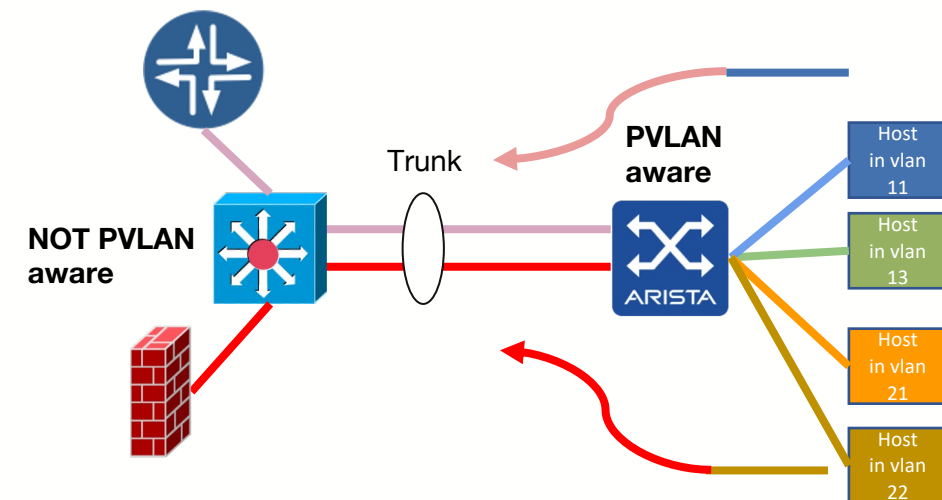 Trunk
PVLAN
aware
NOT PVLAN
aware
ARISTA
Host
in vlan
11
Host
in vlan
13
Host
in vlan
21
Host
in vlan
22